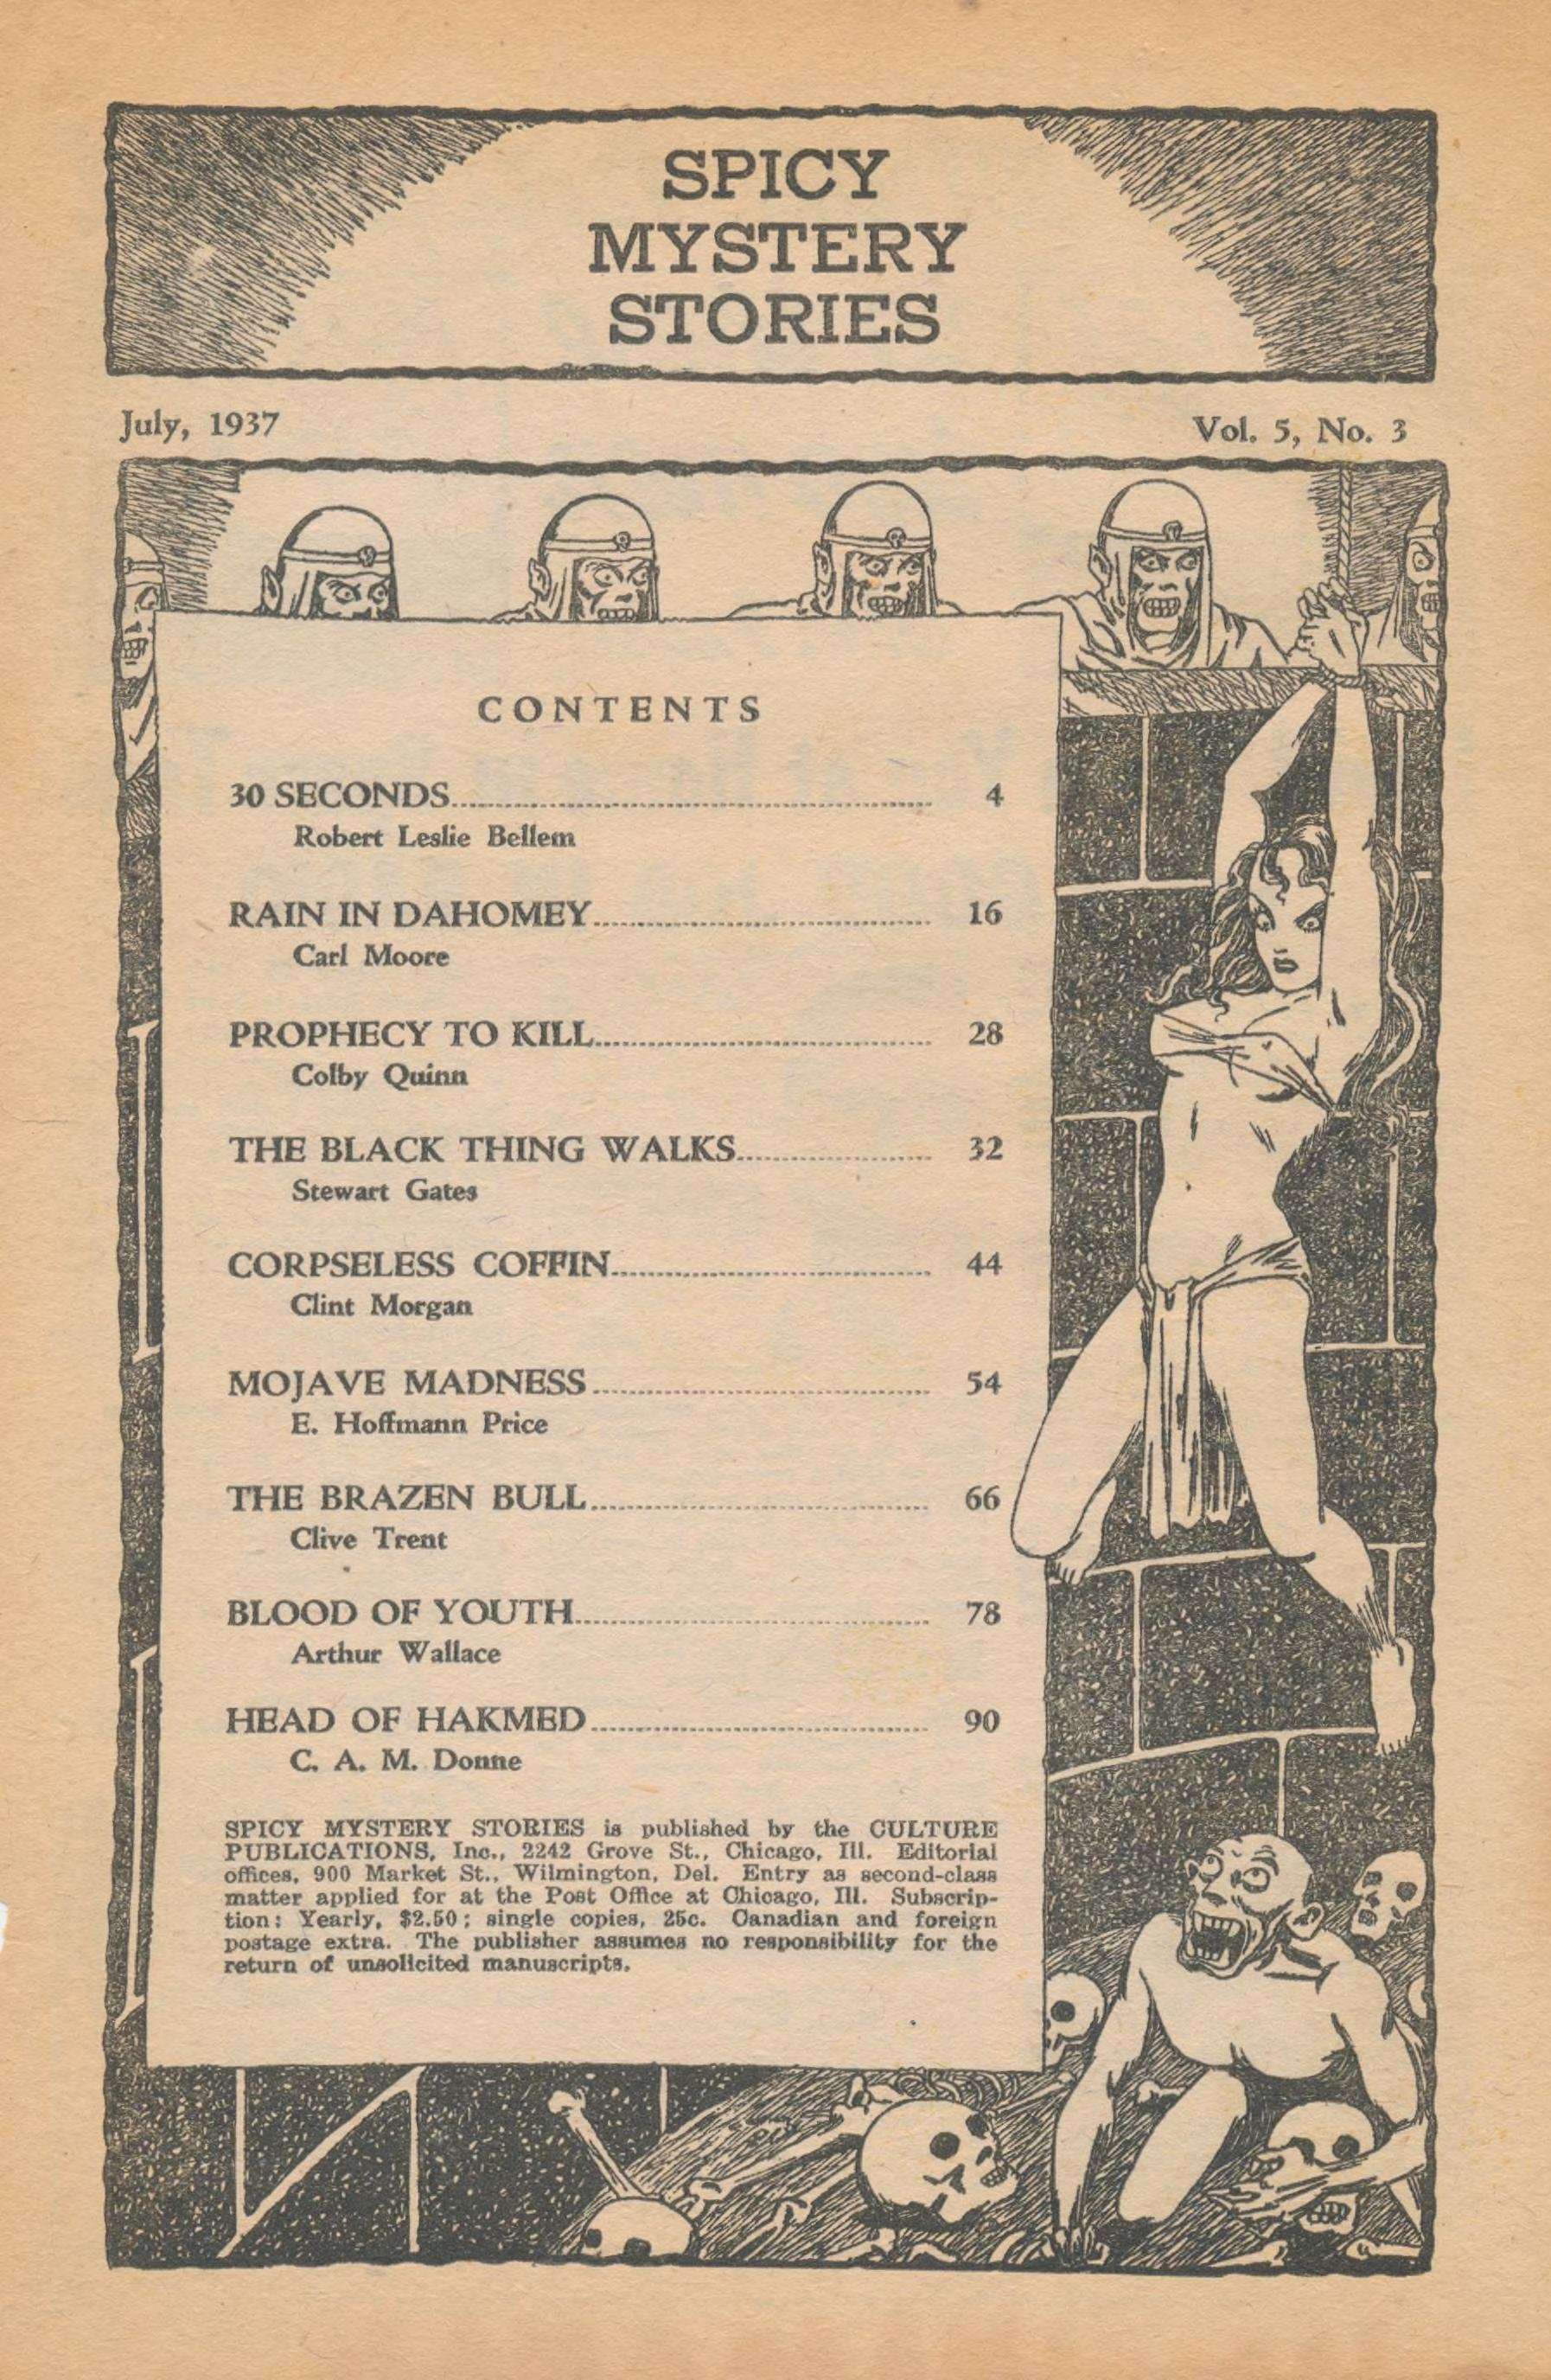 SPICY
MYSTERY
STORIES
July, 1937
Vol. 5, No. 3
CONTENTS
30 SECONDS 4
Robert Leslie Bellem
RAIN IN DAHOMEY 16
Carl Moore
PROPHECY TO KILL 28
Colby Quinn
THE BLACK THING WALKS 32
Stewart Gates
CORPSELESS COFFIN 44
Clint Morgan
MOJAVE MADNESS 54
E. Hoffmann Price
THE BRAZEN BULL 66
Clive Trent
BLOOD OF YOUTH 78
Arthur Wallace
HEAD OF HAKMED 90
C. A. M. Donne
SPICY MYSTERY STORIES is published by the CULTURE
PUBLICATIONS, Inc., 2242 Grove St., Chicago, Ill. Editorial
offices, 900 Market St., Wilmington, Del. Entry as second-class
matter applied for at the Post Office at Chicago, Ill. Subscrip-
tion: Yearly, $2.50; single copies, 25c. Canadian and foreign
postage extra. The publisher assumes no responsibility for the
return of unsolicited manuscripts.